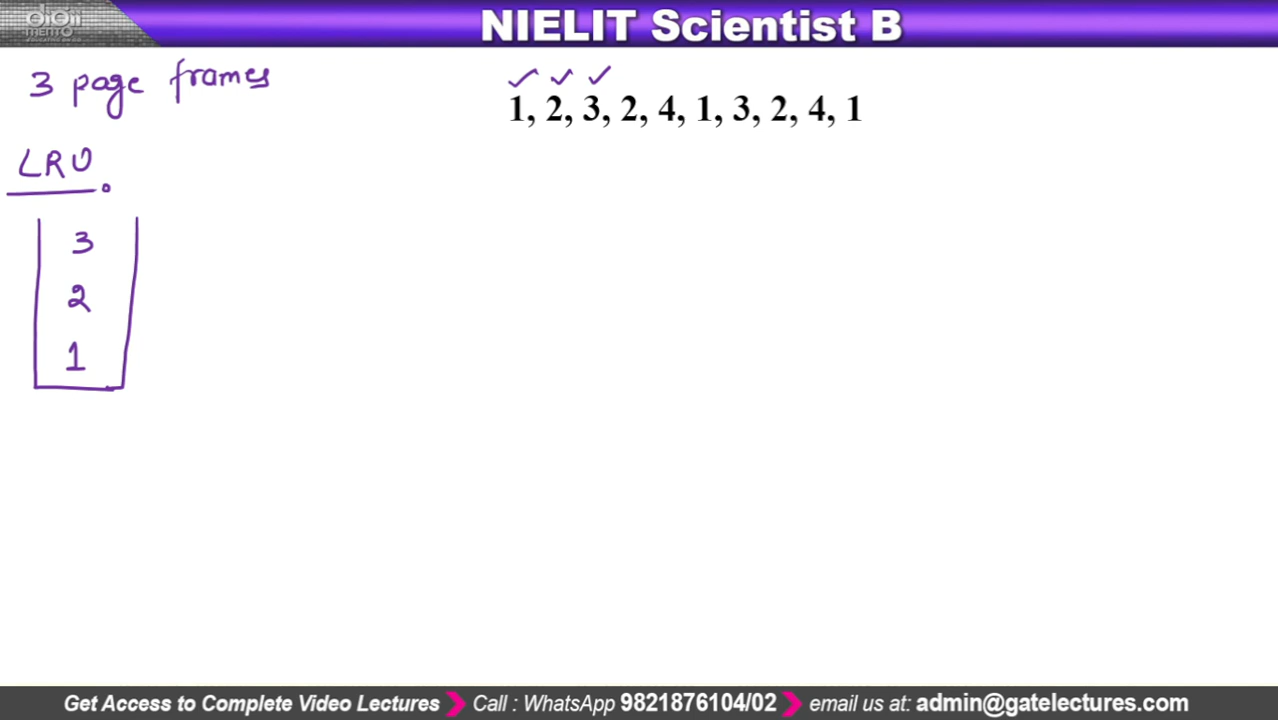 NIELIT Scientist B
3 page frames
1, 2, 3, 2, 4, 1, 3, 2, 4, 1
LRU
3
2
1
Get Access to Complete Video Lectures Call : WhatsApp 9821876104/02 email us at: admin@gatelectures.com